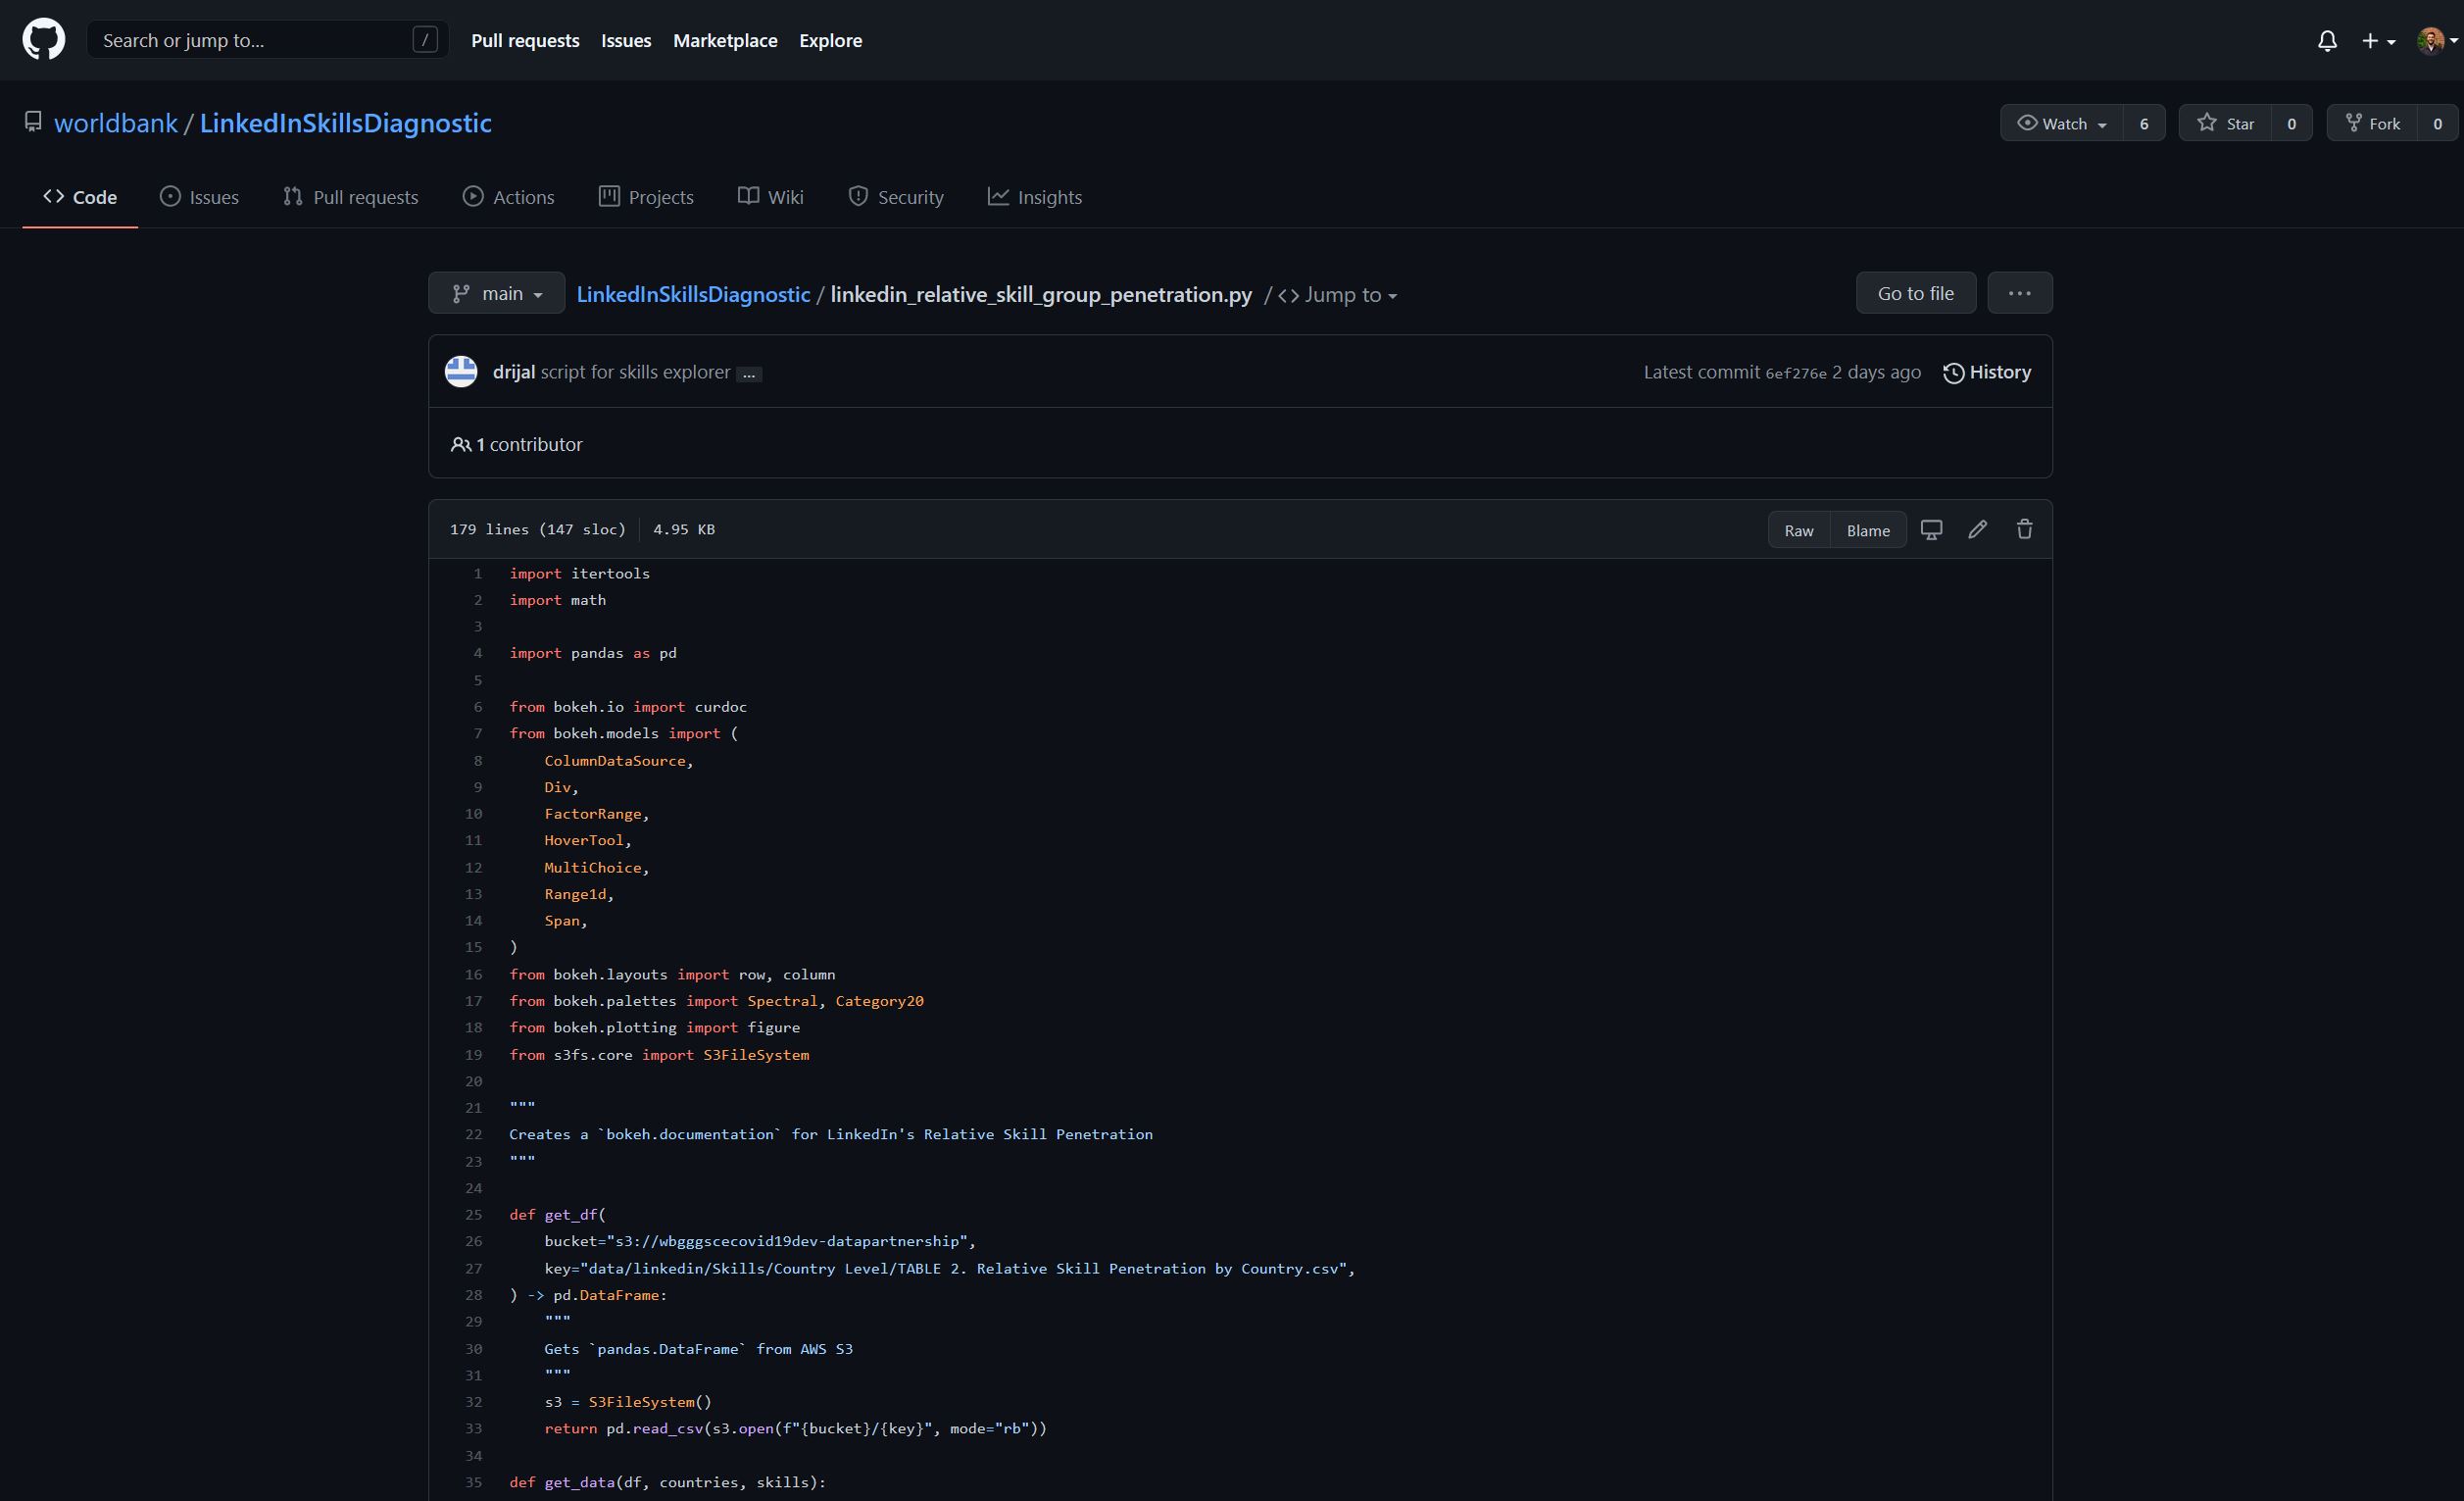 Search or jump to... /
Pull requests Issues Marketplace Explore
worldbank / LinkedInSkillsDiagnostic
Watch 6 Star 0 Fork 0
Code Issues Pull requests Actions Projects Wiki Security Insights
main LinkedInSkillsDiagnostic / linkedin_relative_skill_group_penetration.py / <> Jump to
Go to file ...
drijal script for skills explorer ...
Latest commit 6ef276e 2 days ago History
1 contributor
179 lines (147 sloc) 4.95 KB
Raw Blame
1 import itertools
2 import math
3
4 import pandas as pd
5
6 from bokeh.io import curdoc
7 from bokeh.models import (
8     ColumnDataSource,
9     Div,
10     FactorRange,
11     HoverTool,
12     MultiChoice,
13     Range1d,
14     Span,
15 )
16 from bokeh.layouts import row, column
17 from bokeh.palettes import Spectral, Category20
18 from bokeh.plotting import figure
19 from s3fs.core import S3FileSystem
20
21 """
22 Creates a `bokeh.documentation` for LinkedIn's Relative Skill Penetration
23 """
24
25 def get_df(
26     bucket="s3://wbgggscecovid19dev-datapartnership",
27     key="data/linkedin/Skills/Country Level/TABLE 2. Relative Skill Penetration by Country.csv",
28 ) -> pd.DataFrame:
29     """
30     Gets `pandas.DataFrame` from AWS S3
31     """
32     s3 = S3FileSystem()
33     return pd.read_csv(s3.open(f"{bucket}/{key}", mode="rb"))
34
35 def get_data(df, countries, skills):